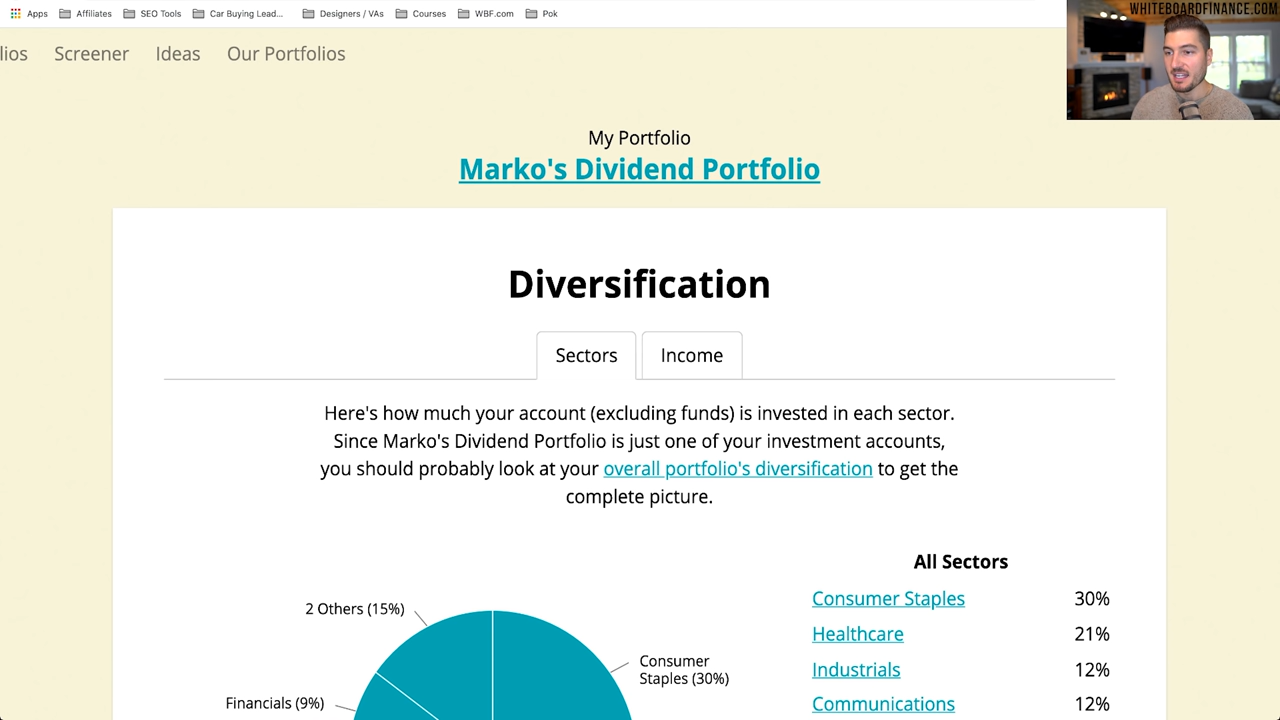 Apps Affiliates SEO Tools Car Buying Lead... Designers / VAs Courses WBF.com Pok
WHITEBOARDFINANCE.COM
lios Screener Ideas Our Portfolios
My Portfolio
Marko's Dividend Portfolio
Diversification
Sectors Income
Here's how much your account (excluding funds) is invested in each sector.
Since Marko's Dividend Portfolio is just one of your investment accounts,
you should probably look at your overall portfolio's diversification to get the
complete picture.
2 Others (15%)
Consumer
Staples (30%)
Financials (9%)
All Sectors
Consumer Staples 30%
Healthcare 21%
Industrials 12%
Communications 12%